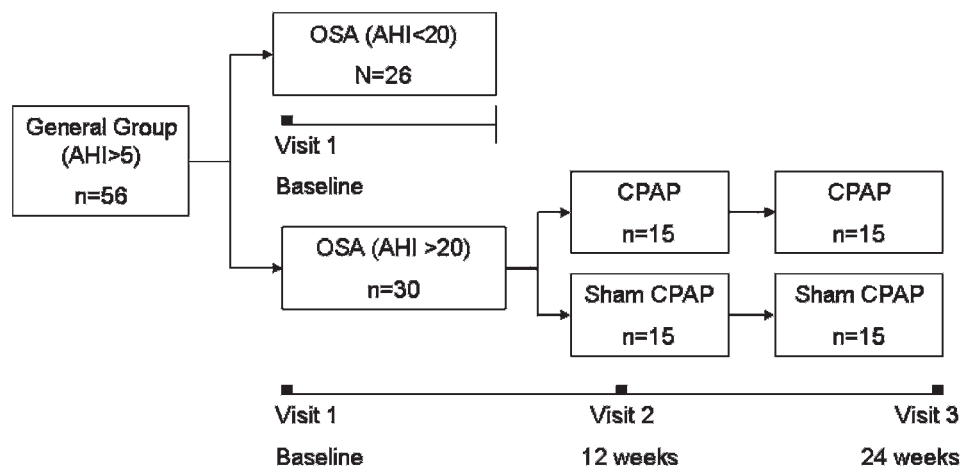 General Group
(AHI>5)
n=56
OSA (AHI<20)
N=26
Visit 1
Baseline
OSA (AHI >20)
n=30
CPAP
n=15
CPAP
n=15
Sham CPAP
n=15
Sham CPAP
n=15
Visit 1
Visit 2
Visit 3
Baseline
12 weeks
24 weeks